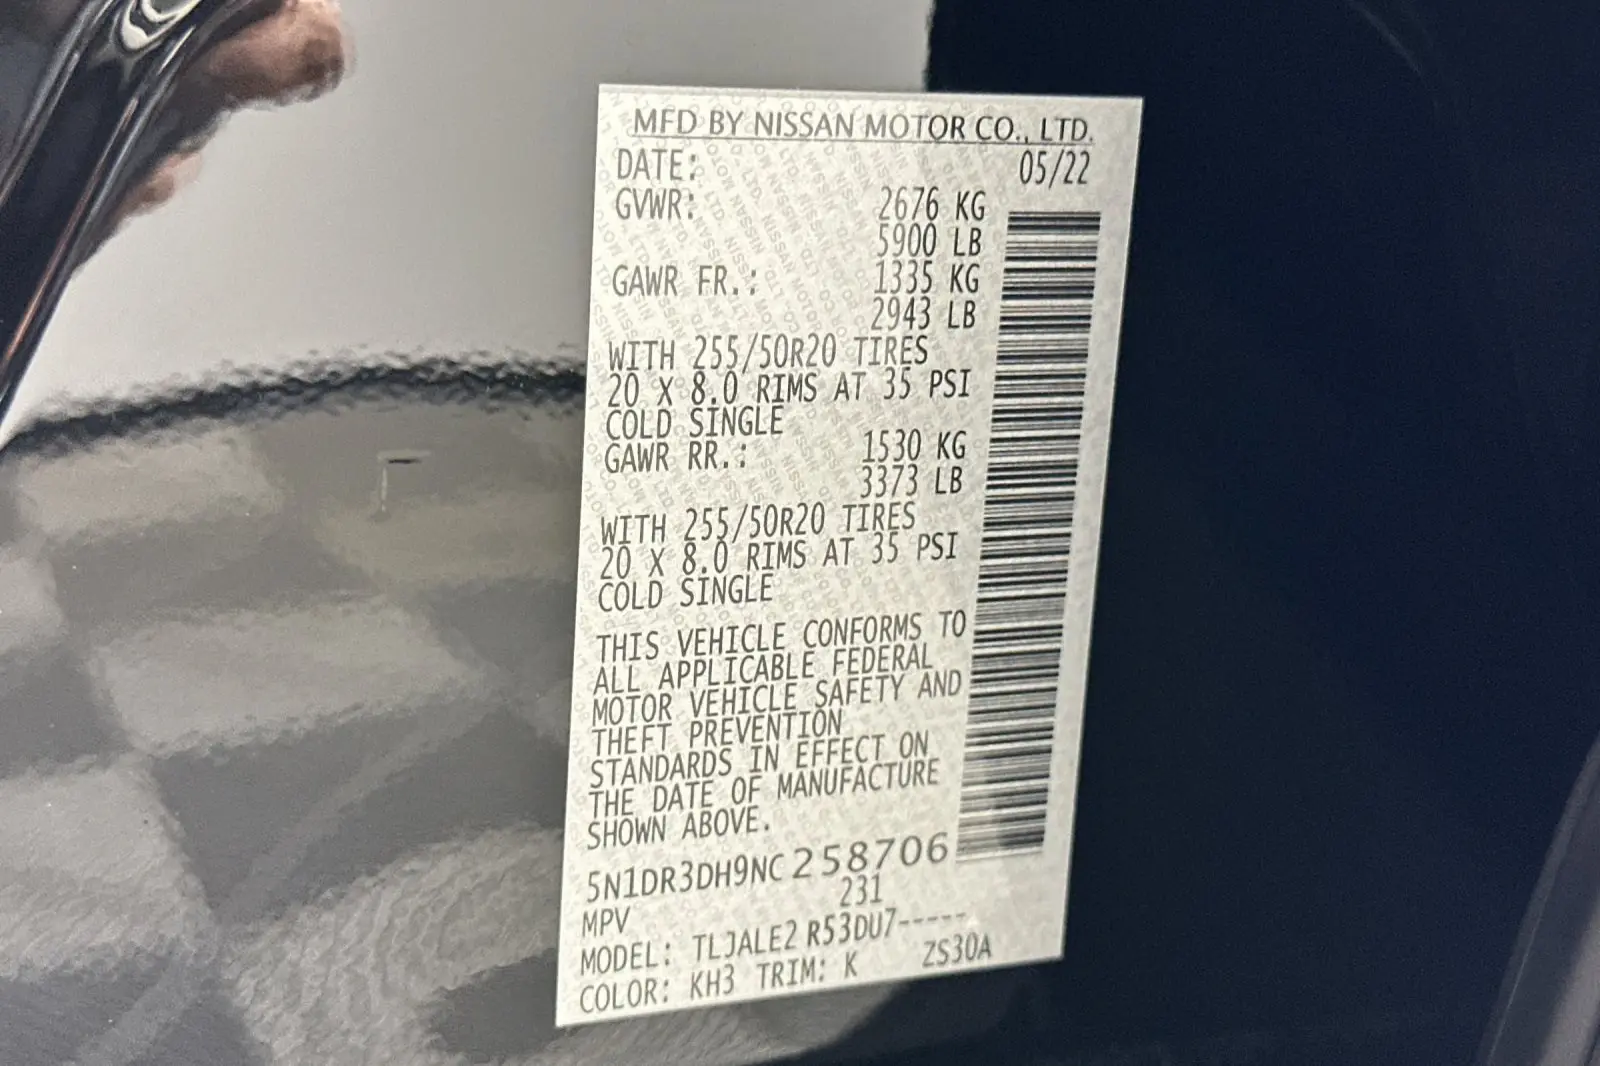 MFD BY NISSAN MOTOR CO., LTD.
DATE: 05/22
GVWR: 2676 KG
5900 LB
GAWR FR.: 1335 KG
2943 LB
WITH 255/50R20 TIRES
20 X 8.0 RIMS AT 35 PSI
COLD SINGLE
GAWR RR.: 1530 KG
3373 LB
WITH 255/50R20 TIRES
20 X 8.0 RIMS AT 35 PSI
COLD SINGLE
THIS VEHICLE CONFORMS TO
ALL APPLICABLE FEDERAL
MOTOR VEHICLE SAFETY AND
THEFT PREVENTION
STANDARDS IN EFFECT ON
THE DATE OF MANUFACTURE
SHOWN ABOVE.
5N1DR3DH9NC258706
MPV 231
MODEL: TLJALE2 R53DU7-----
COLOR: KH3 TRIM: K ZS30A